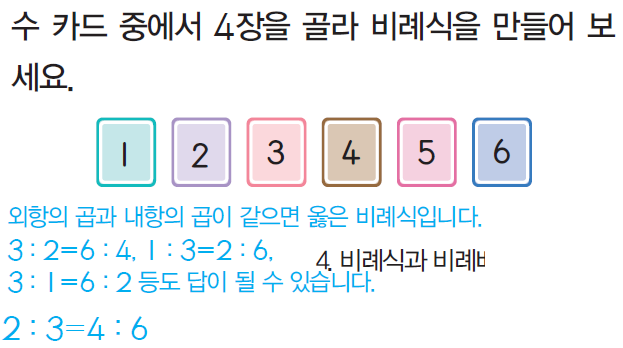 수 카드 중에서 4장을 골라 비례식을 만들어 보
세요.
1 2 3 4 5 6
외항의 곱과 내항의 곱이 같으면 옳은 비례식입니다.
3 : 2=6 : 4, 1 : 3=2 : 6,
4. 비례식과 비례
3 : 1=6 : 2 등도 답이 될 수 있습니다.
2 : 3=4 : 6